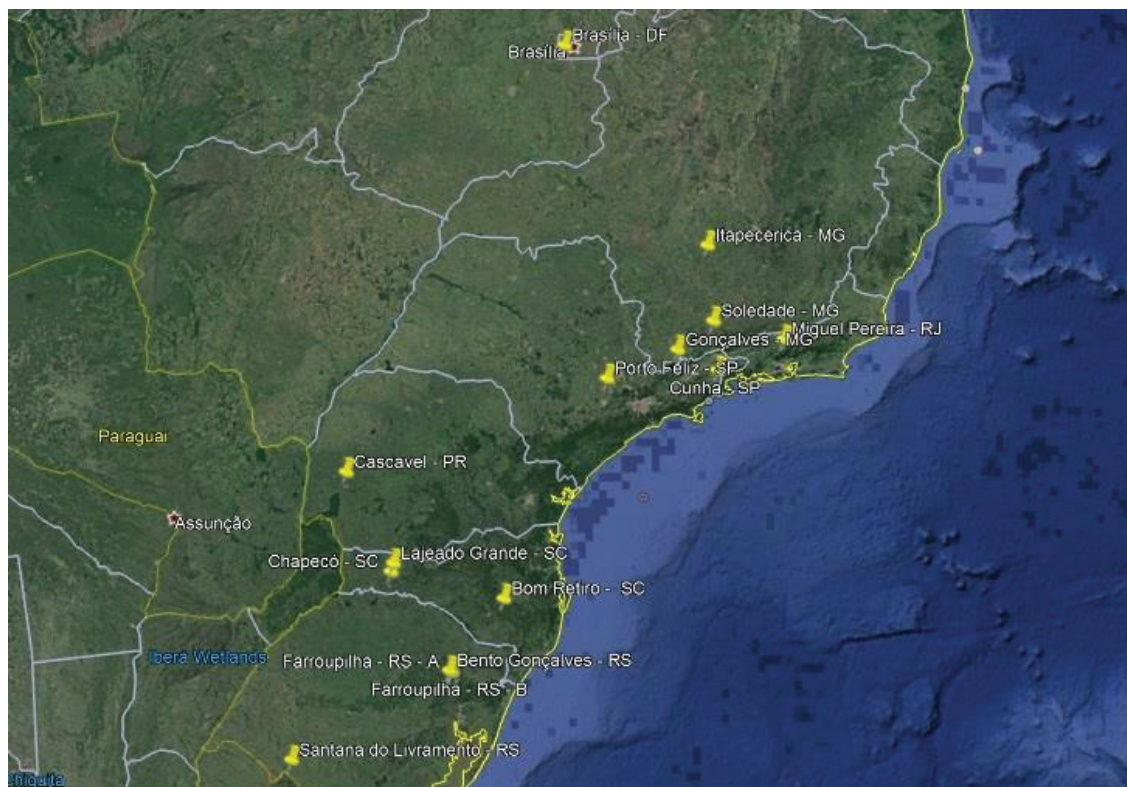 Brasília - DF
Brasília
Itapecerica - MG
Soledade - MG
Miguel Pereira - RJ
Gonçalves - MG
Porto Feliz - SP
Cunha - SP
Paraguai
Cascavel - PR
Assunção
Lajeado Grande - SC
Chapecó - SC
Bom Retiro - SC
Iberá Wetlands
Farroupilha - RS - A
Bento Gonçalves - RS
Farroupilha - RS - B
Santana do Livramento - RS